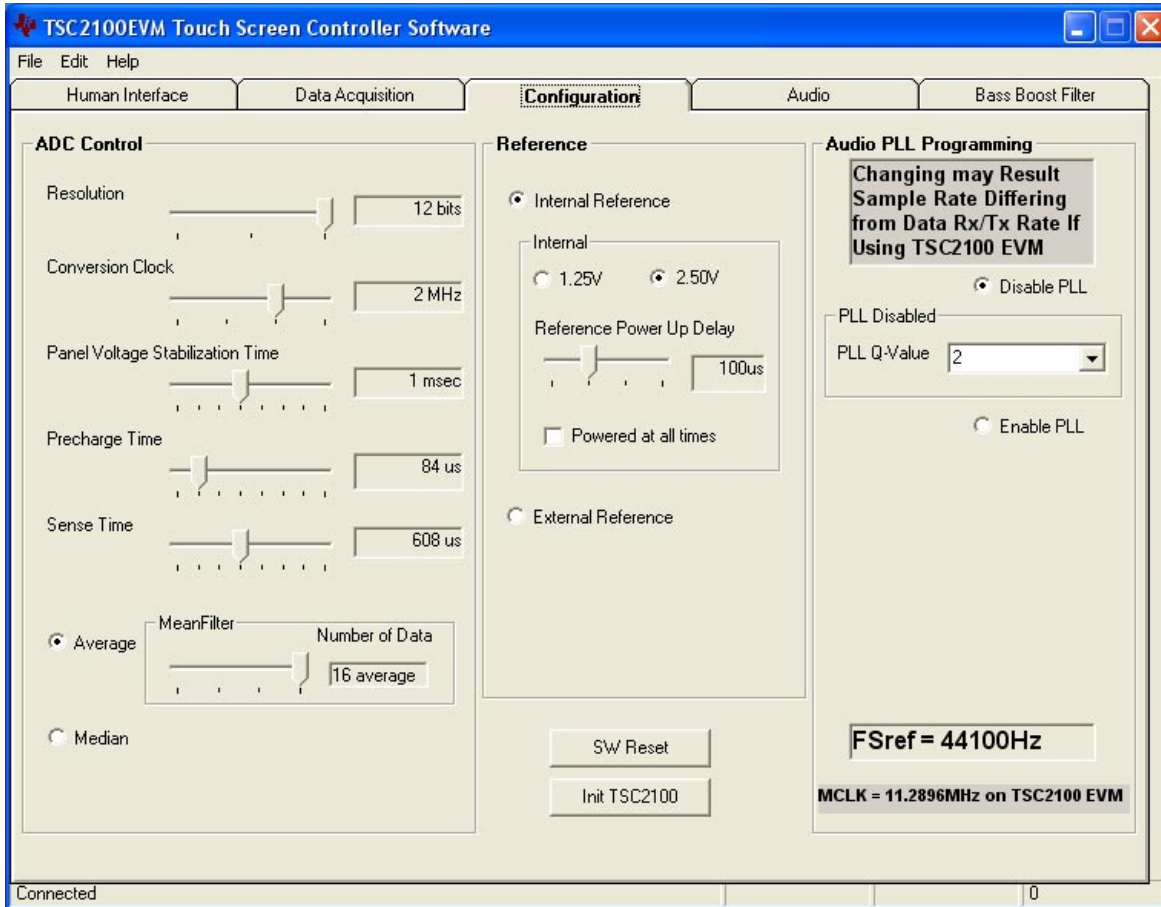 TSC2100EVM Touch Screen Controller Software
File Edit Help
Human Interface
Data Acquisition
Configuration
Audio
Bass Boost Filter
ADC Control
Resolution
12 bits
Conversion Clock
2 MHz
Panel Voltage Stabilization Time
1 msec
Precharge Time
84 us
Sense Time
608 us
Average
MeanFilter
Number of Data
16 average
Median
Reference
Internal Reference
Internal
1.25V
2.50V
Reference Power Up Delay
100us
Powered at all times
External Reference
SW Reset
Init TSC2100
Audio PLL Programming
Changing may Result
Sample Rate Differing
from Data Rx/Tx Rate If
Using TSC2100 EVM
Disable PLL
PLL Disabled
PLL Q-Value
2
Enable PLL
FSref = 44100Hz
MCLK = 11.2896MHz on TSC2100 EVM
Connected
0